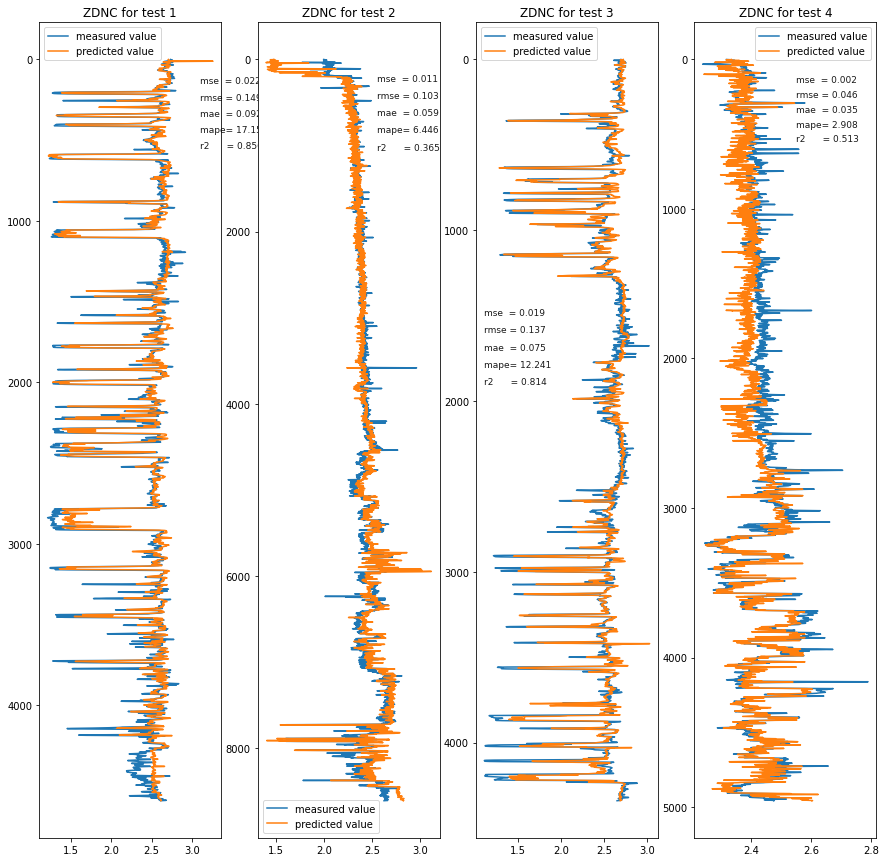 ZDNC for test 1
measured value
predicted value
mse = 0.022
rmse = 0.149
mae = 0.092
mape= 17.15
r2 = 0.85
0
1000
2000
3000
4000
1.5 2.0 2.5 3.0
ZDNC for test 2
mse = 0.011
rmse = 0.103
mae = 0.059
mape= 6.446
r2 = 0.365
0
2000
4000
6000
8000
measured value
predicted value
1.5 2.0 2.5 3.0
ZDNC for test 3
measured value
predicted value
mse = 0.019
rmse = 0.137
mae = 0.075
mape= 12.241
r2 = 0.814
0
1000
2000
3000
4000
1.5 2.0 2.5 3.0
ZDNC for test 4
measured value
predicted value
mse = 0.002
rmse = 0.046
mae = 0.035
mape= 2.908
r2 = 0.513
0
1000
2000
3000
4000
5000
2.4 2.6 2.8